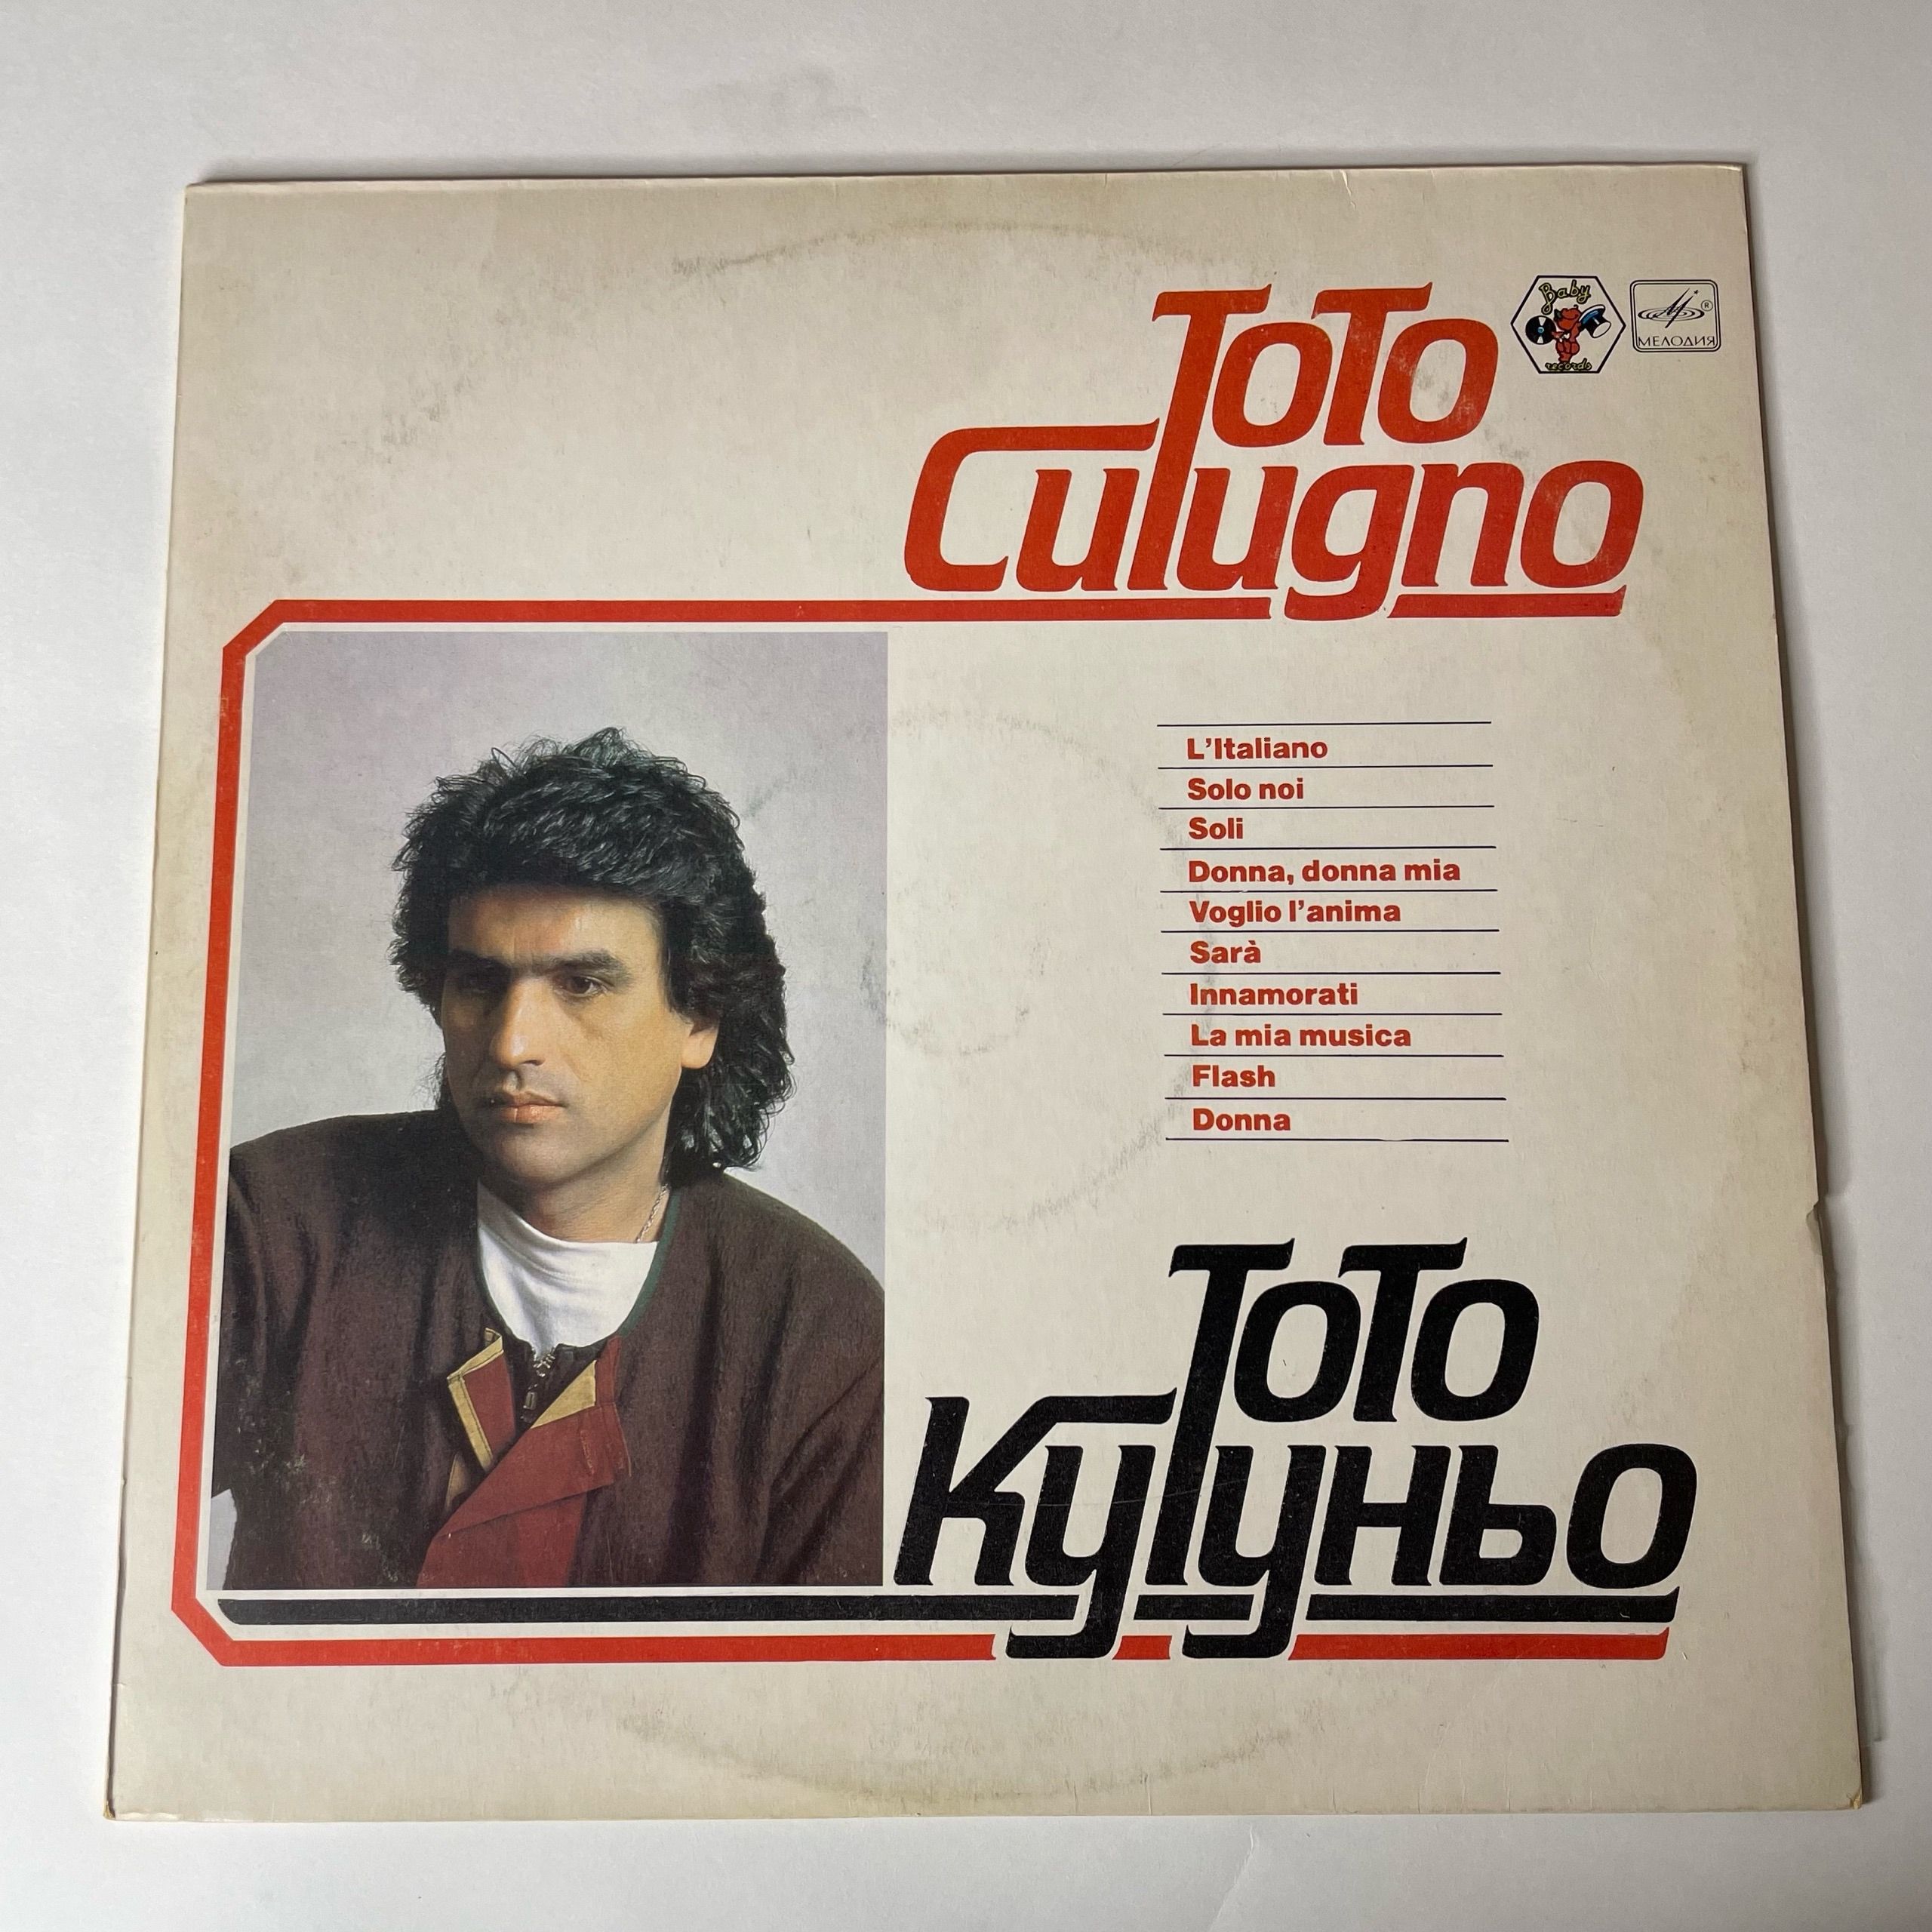 Toto
Cutugno
Baby
records
®
МЕЛОДИЯ
L'Italiano
Solo noi
Soli
Donna, donna mia
Voglio l'anima
Sarà
Innamorati
La mia musica
Flash
Donna
Тото
Кутуньо